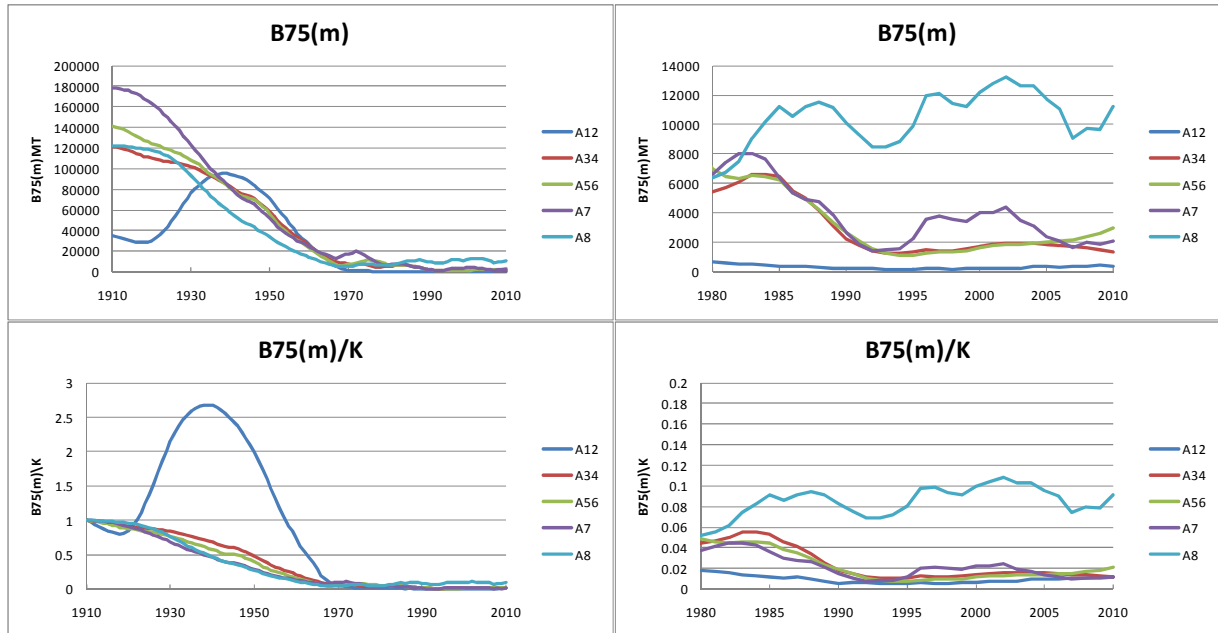 B75(m)
B75(m) MT
200000
180000
160000
140000
120000
100000
80000
60000
40000
20000
0
1910 1930 1950 1970 1990 2010
A12
A34
A56
A7
A8
B75(m)
B75(m) MT
14000
12000
10000
8000
6000
4000
2000
0
1980 1985 1990 1995 2000 2005 2010
A12
A34
A56
A7
A8
B75(m)/K
B75(m)\K
3
2.5
2
1.5
1
0.5
0
1910 1930 1950 1970 1990 2010
A12
A34
A56
A7
A8
B75(m)/K
B75(m)\K
0.2
0.18
0.16
0.14
0.12
0.1
0.08
0.06
0.04
0.02
0
1980 1985 1990 1995 2000 2005 2010
A12
A34
A56
A7
A8